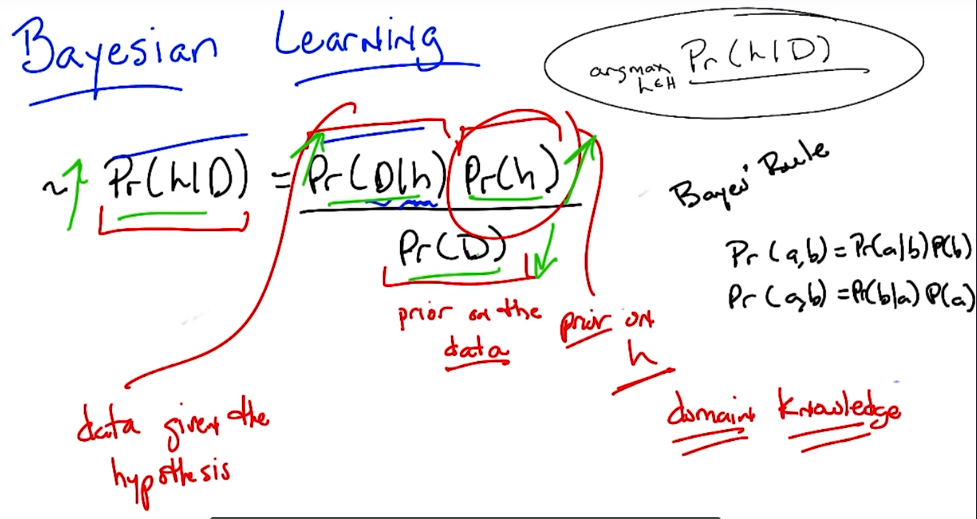 Bayesian Learning
argmax h∈H Pr(h|D)
Pr(h|D) = Pr(D|h) Pr(h)
Pr(D)
Bayes' Rule
Pr(a,b) = Pr(a|b) P(b)
Pr(a,b) = Pr(b|a) P(a)
prior on the
data
prior on
h
domain knowledge
data given the
hypothesis